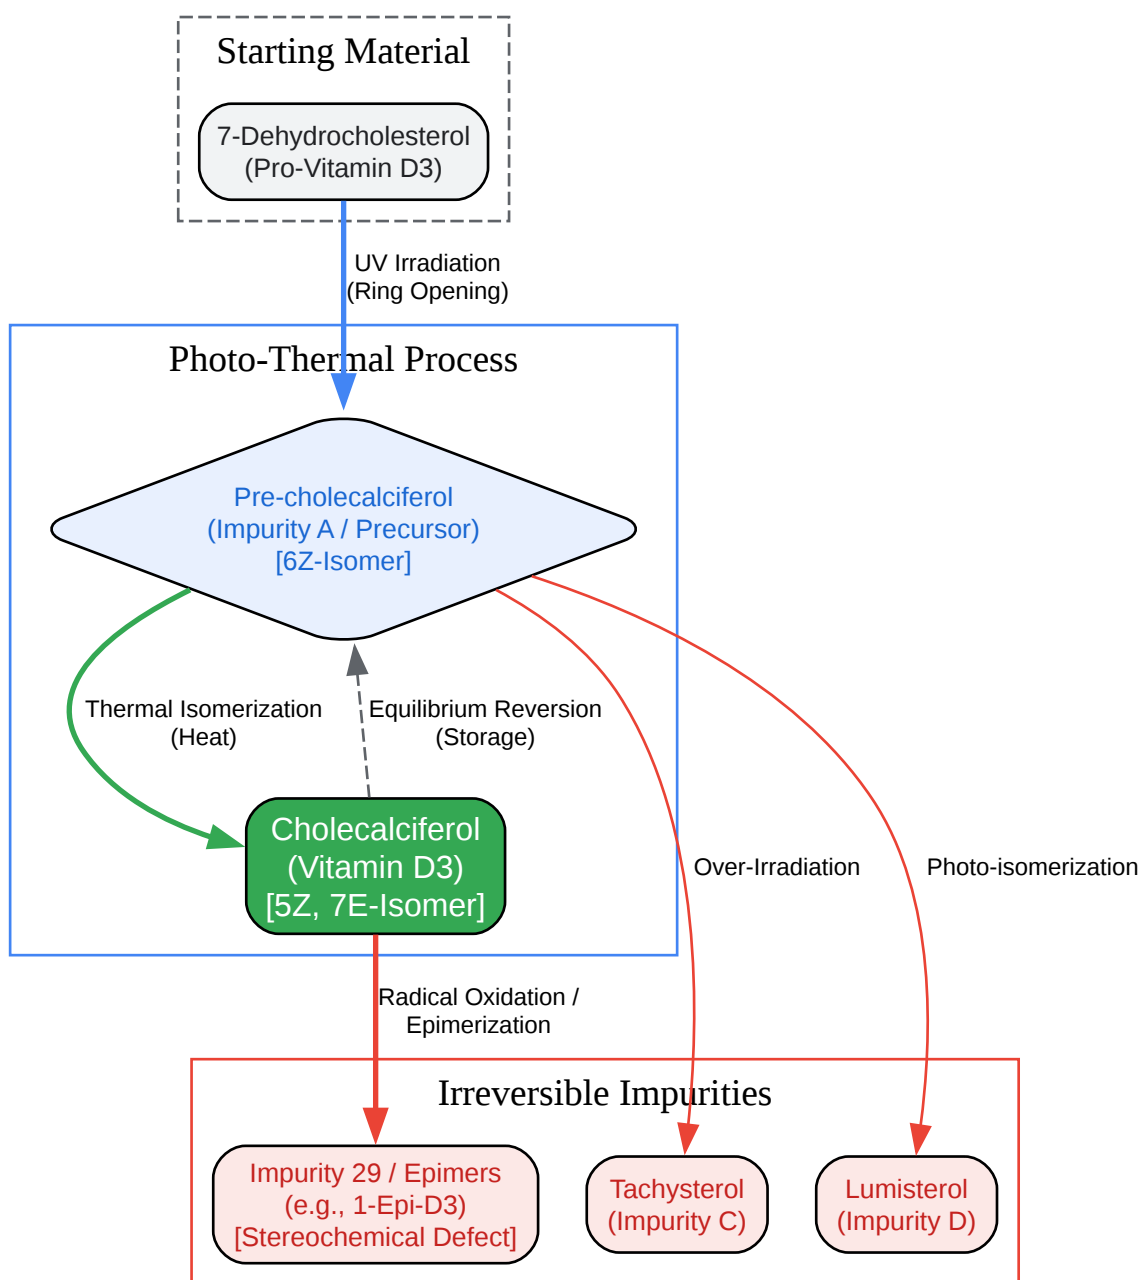 Starting Material
7-Dehydrocholesterol
(Pro-Vitamin D3)
UV Irradiation
(Ring Opening)
Photo-Thermal Process
Pre-cholecalciferol
(Impurity A / Precursor)
[6Z-Isomer]
Thermal Isomerization
(Heat)
Equilibrium Reversion
(Storage)
Cholecalciferol
(Vitamin D3)
[5Z, 7E-Isomer]
Over-Irradiation
Photo-isomerization
Radical Oxidation /
Epimerization
Irreversible Impurities
Impurity 29 / Epimers
(e.g., 1-Epi-D3)
[Stereochemical Defect]
Tachysterol
(Impurity C)
Lumisterol
(Impurity D)